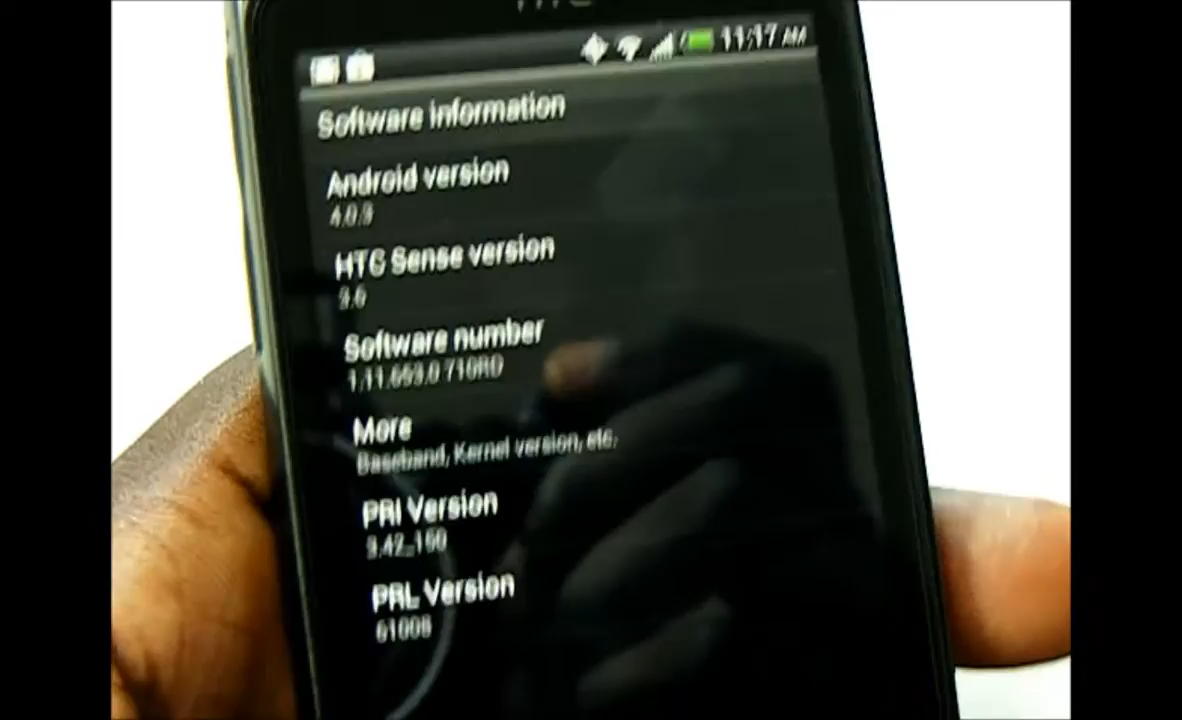 11:17 AM
Software information
Android version
4.0.3
HTC Sense version
3.6
Software number
1.11.653.0 710RD
More
Baseband, Kernel version, etc.
PRI Version
3.42_150
PRL Version
61008